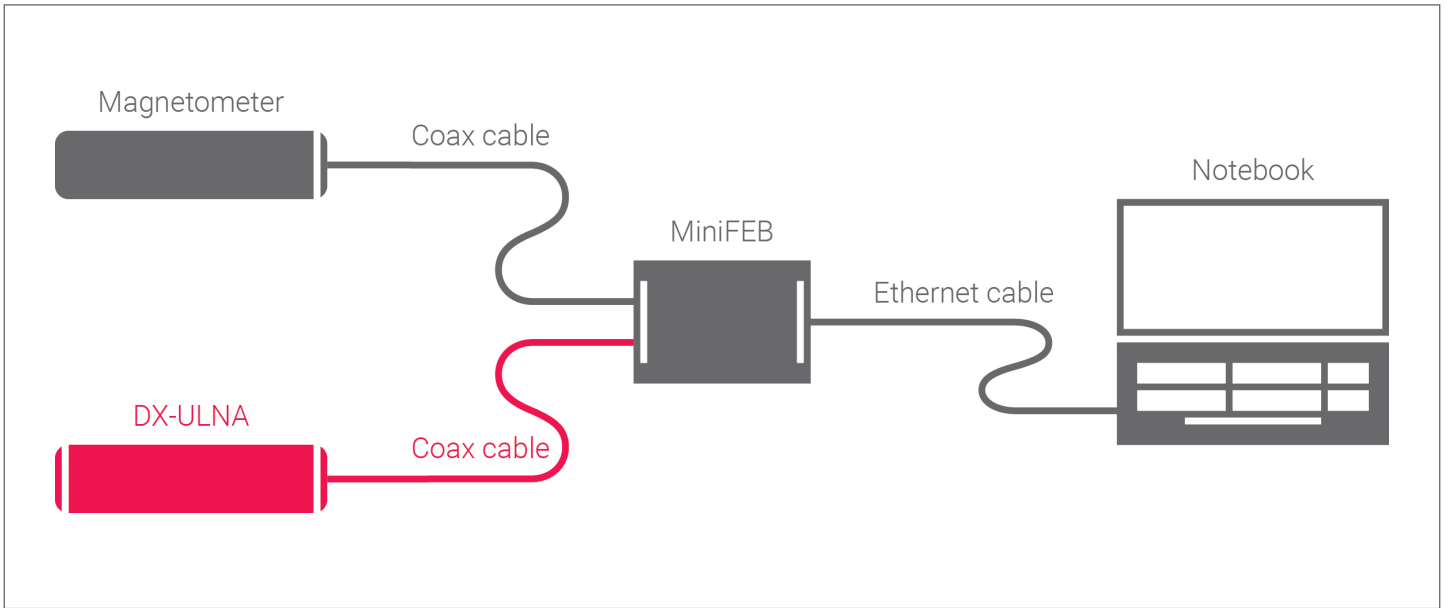 Magnetometer
Coax cable
Notebook
MiniFEB
Ethernet cable
DX-ULNA
Coax cable